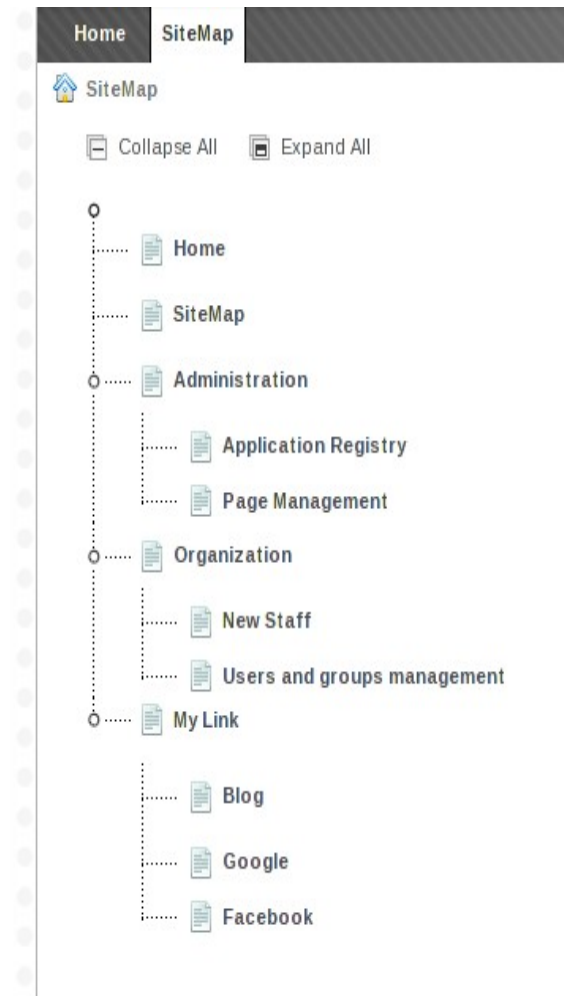 Home SiteMap
SiteMap
Collapse All Expand All
Home
SiteMap
Administration
Application Registry
Page Management
Organization
New Staff
Users and groups management
My Link
Blog
Google
Facebook